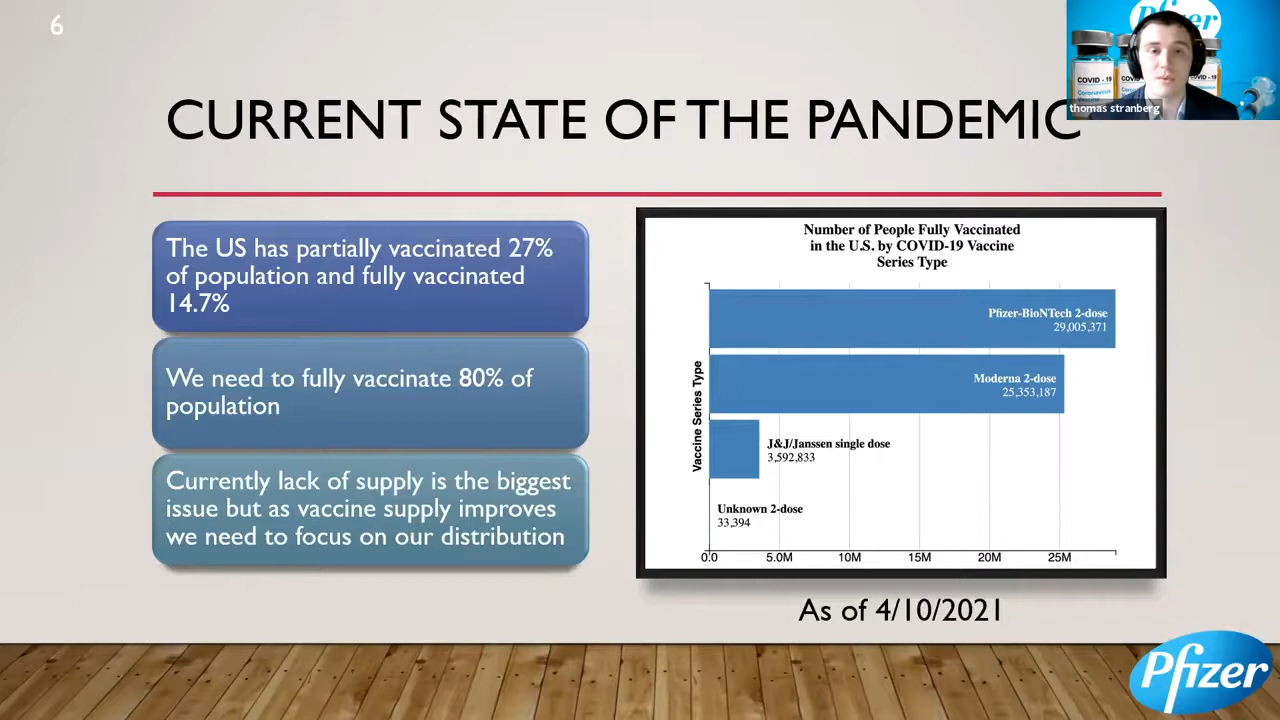 6
Pfizer
COVID - 19
COVID - 19
Coronavirus
thomas stranberg
CURRENT STATE OF THE PANDEMIC
The US has partially vaccinated 27%
of population and fully vaccinated
14.7%
We need to fully vaccinate 80% of
population
Currently lack of supply is the biggest
issue but as vaccine supply improves
we need to focus on our distribution
Number of People Fully Vaccinated
in the U.S. by COVID-19 Vaccine
Series Type
Vaccine Series Type
Pfizer-BioNTech 2-dose
29,005,371
Moderna 2-dose
25,353,187
J&J/Janssen single dose
3,592,833
Unknown 2-dose
33,394
0.0 5.0M 10M 15M 20M 25M
As of 4/10/2021
Pfizer